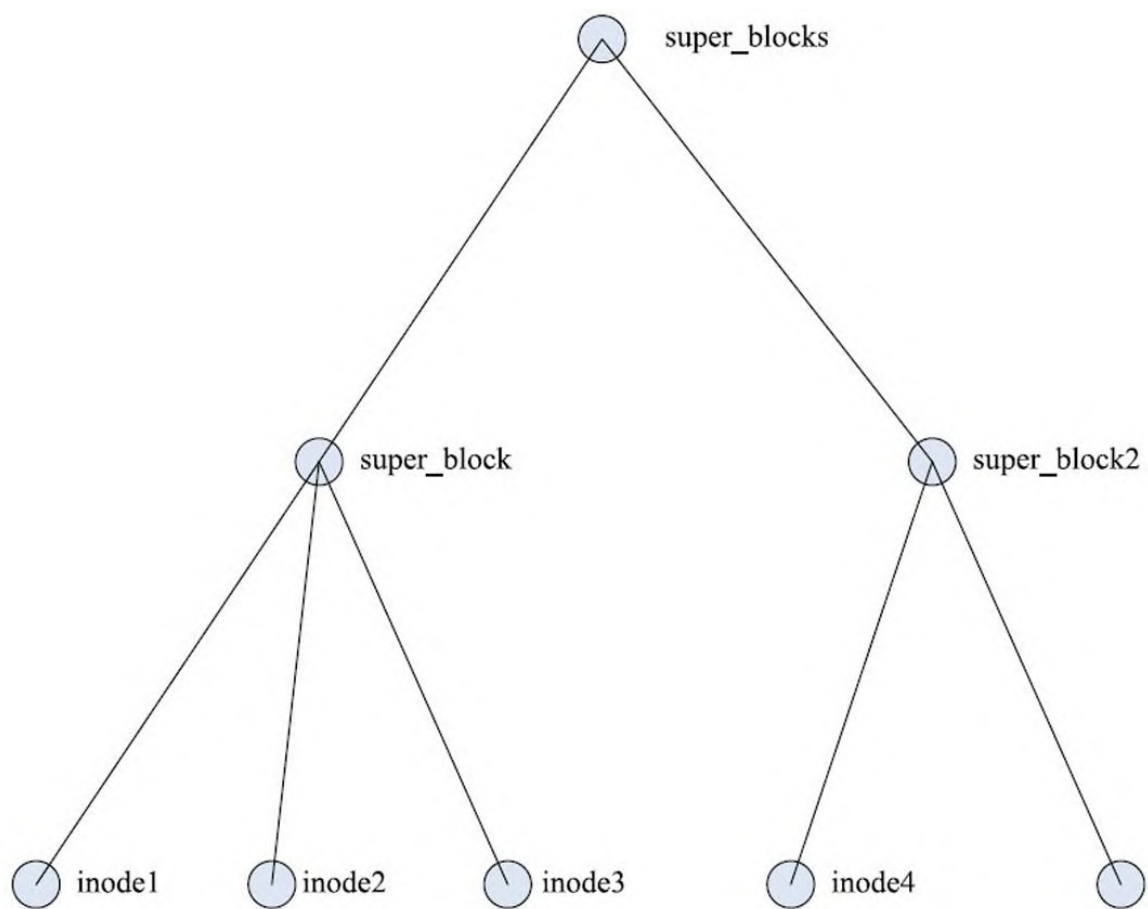 super_blocks
super_block
super_block2
inode1
inode2
inode3
inode4